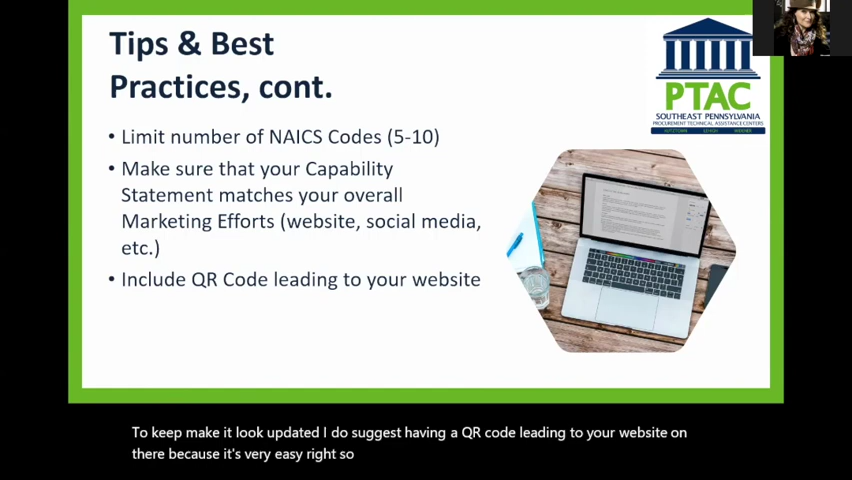 Tips & Best
Practices, cont.
PTAC
SOUTHEAST PENNSYLVANIA
PROCUREMENT TECHNICAL ASSISTANCE CENTERS
KUTZTOWN LEHIGH WIDENER
• Limit number of NAICS Codes (5-10)
• Make sure that your Capability
Statement matches your overall
Marketing Efforts (website, social media,
etc.)
• Include QR Code leading to your website
To keep make it look updated I do suggest having a QR code leading to your website on
there because it's very easy right so